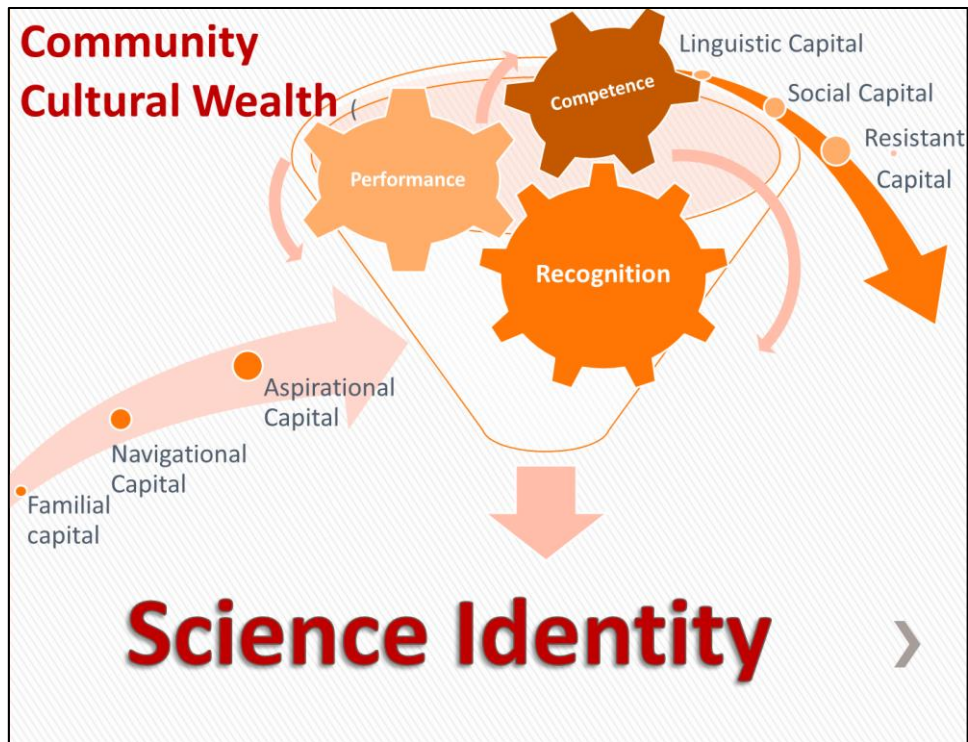 Community
Cultural Wealth (
Linguistic Capital
Competence
Social Capital
Resistant
Capital
Performance
Recognition
Aspirational
Capital
Navigational
Capital
Familial
capital
Science Identity